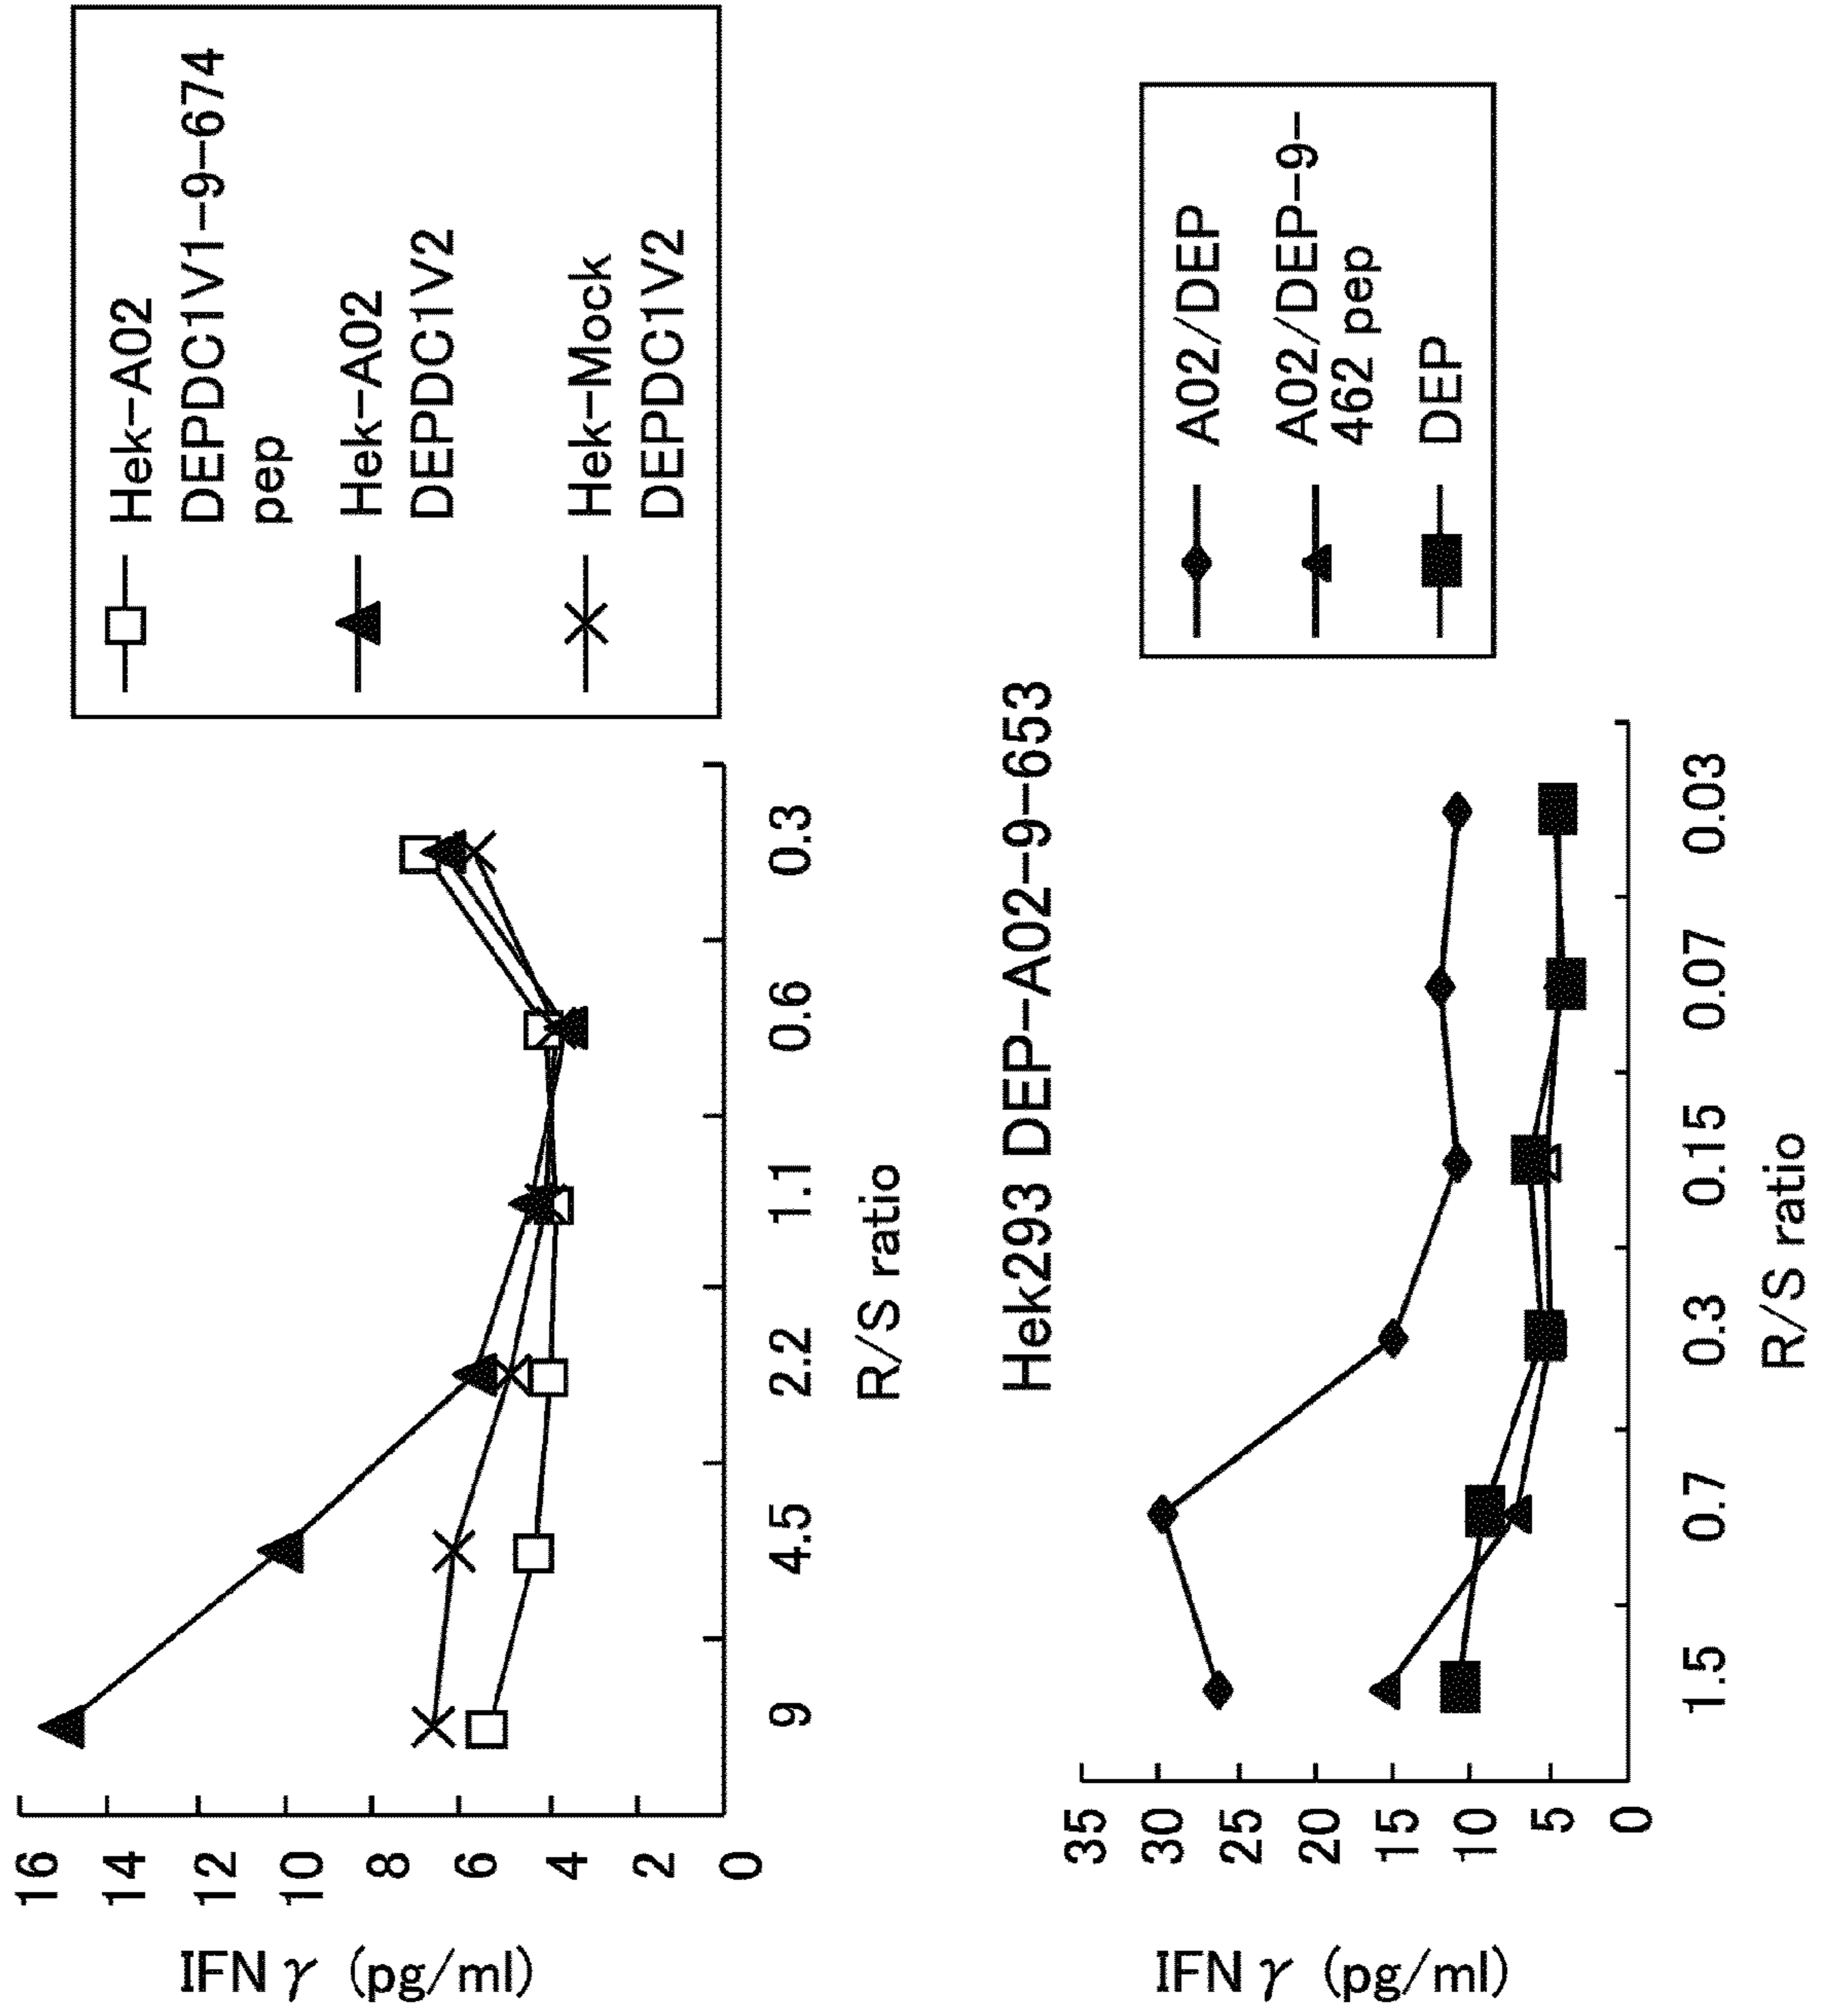 16
14
12
10
8
6
4
2
0
IFN γ (pg/ml)
9
4.5
2.2
1.1
0.6
0.3
R/S ratio
Hek-A02
DEPDC1V1-9-674
pep
Hek-A02
DEPDC1V2
Hek-Mock
DEPDC1V2
Hek293 DEP-A02-9-653
35
30
25
20
15
10
5
0
IFN γ (pg/ml)
1.5
0.7
0.3
0.15
0.07
0.03
R/S ratio
A02/DEP
A02/DEP-9-
462 pep
DEP